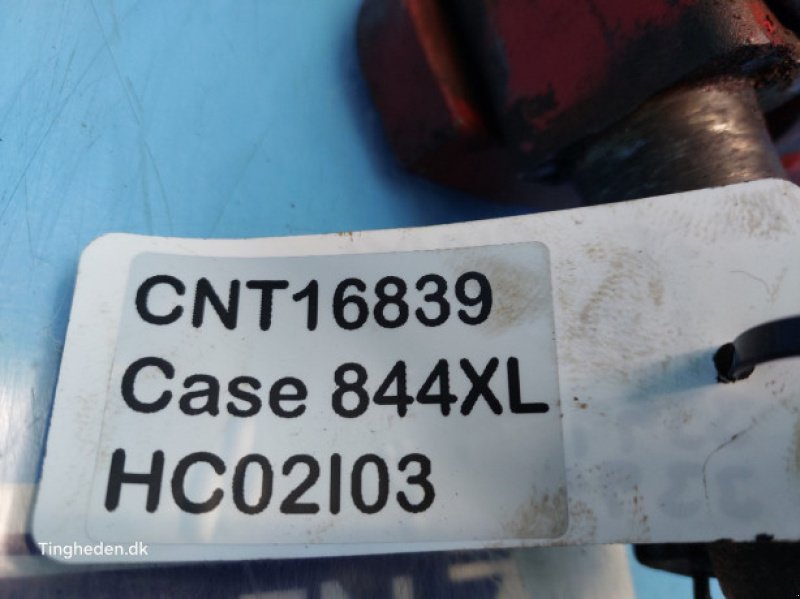 CNT16839
Case 844XL
HC02I03
Tingheden.dk